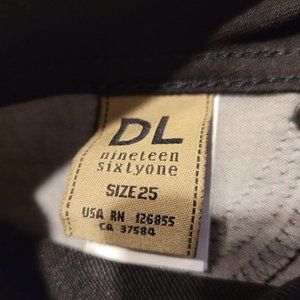 DL
nineteen
sixtyone
SIZE 25
USA RN 126855
CA 37584